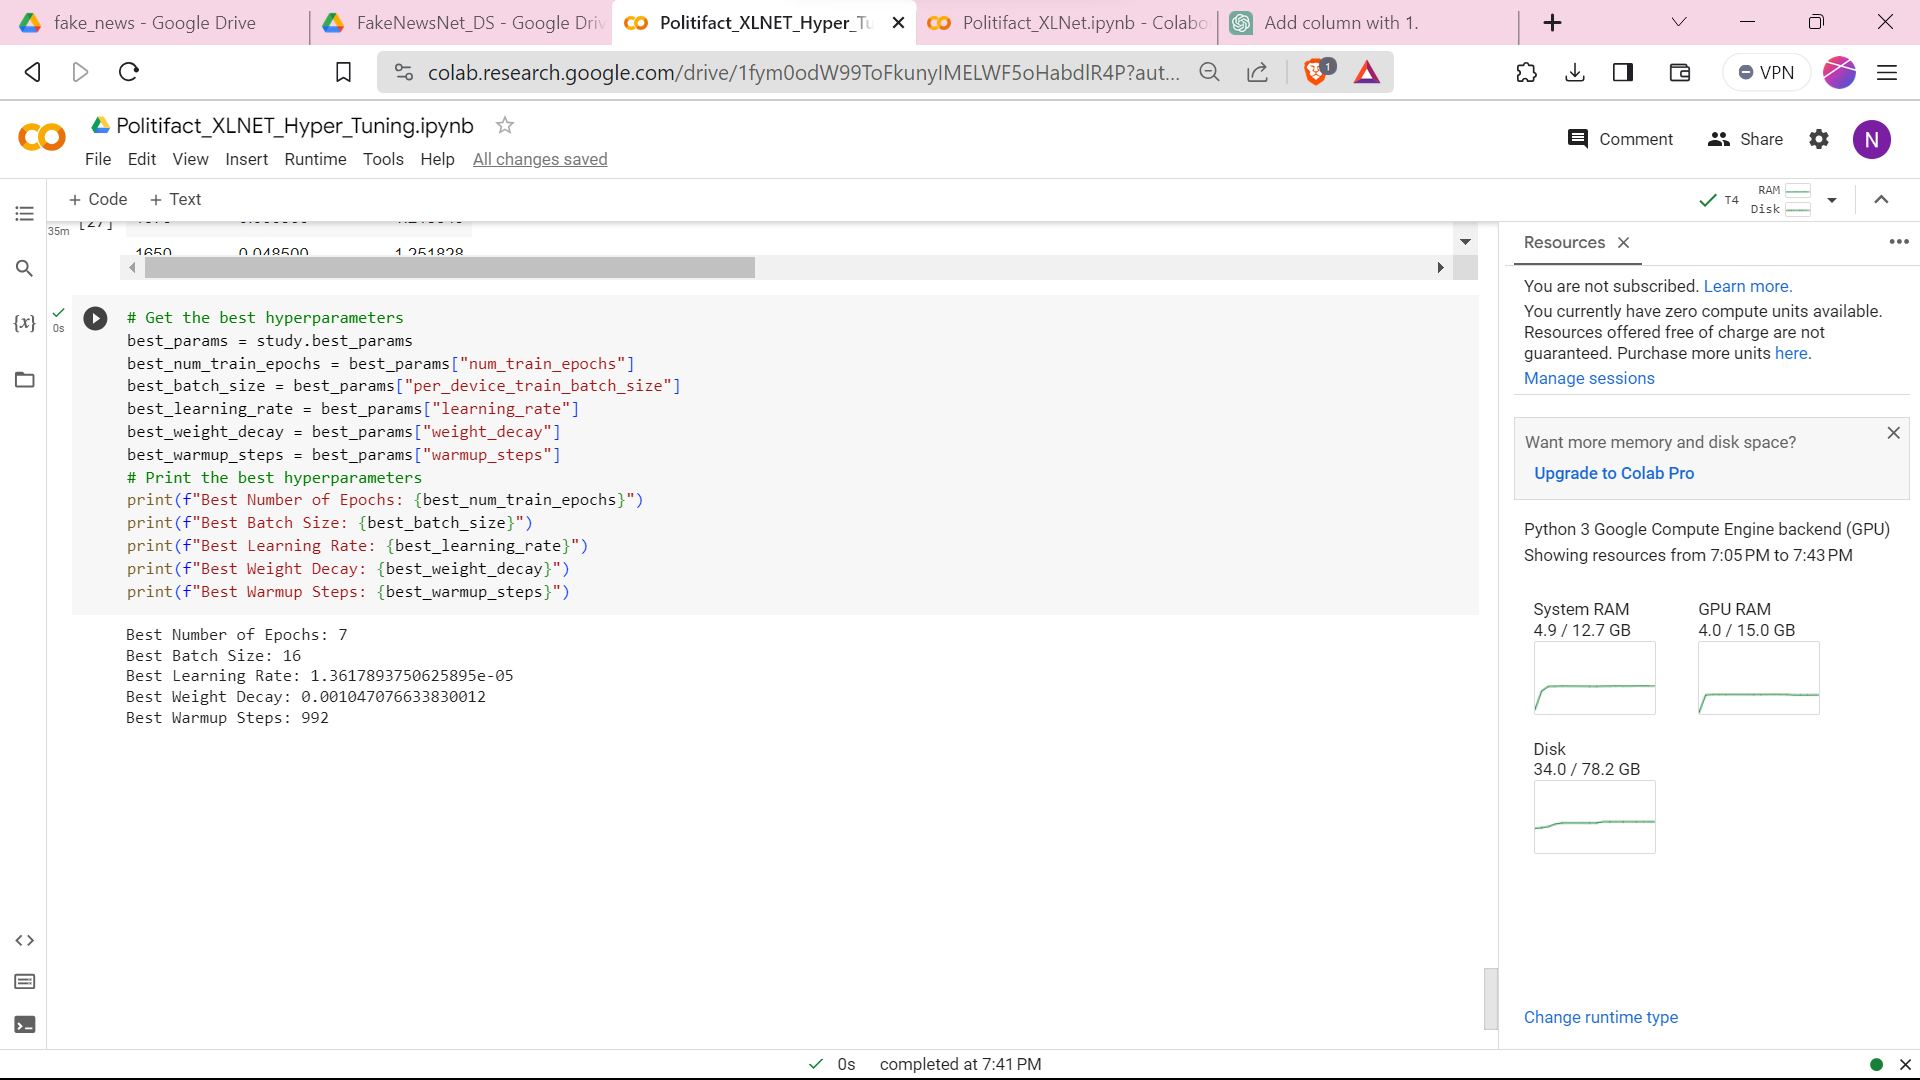 fake_news - Google Drive
FakeNewsNet_DS - Google Driv
Politifact_XLNET_Hyper_Tu
Politifact_XLNet.ipynb - Colabo
Add column with 1.
colab.research.google.com/drive/1fym0odW99ToFkunyIMELWF5oHabdlR4P?aut...
1
VPN
Politifact_XLNET_Hyper_Tuning.ipynb
File Edit View Insert Runtime Tools Help All changes saved
Comment
Share
N
+ Code + Text
T4
RAM
Disk
35m
[27]
1650 0.048500 1.251828
{x}
0s
# Get the best hyperparameters
best_params = study.best_params
best_num_train_epochs = best_params["num_train_epochs"]
best_batch_size = best_params["per_device_train_batch_size"]
best_learning_rate = best_params["learning_rate"]
best_weight_decay = best_params["weight_decay"]
best_warmup_steps = best_params["warmup_steps"]
# Print the best hyperparameters
print(f"Best Number of Epochs: {best_num_train_epochs}")
print(f"Best Batch Size: {best_batch_size}")
print(f"Best Learning Rate: {best_learning_rate}")
print(f"Best Weight Decay: {best_weight_decay}")
print(f"Best Warmup Steps: {best_warmup_steps}")
Best Number of Epochs: 7
Best Batch Size: 16
Best Learning Rate: 1.3617893750625895e-05
Best Weight Decay: 0.001047076633830012
Best Warmup Steps: 992
Resources
You are not subscribed. Learn more.
You currently have zero compute units available.
Resources offered free of charge are not
guaranteed. Purchase more units here.
Manage sessions
Want more memory and disk space?
Upgrade to Colab Pro
Python 3 Google Compute Engine backend (GPU)
Showing resources from 7:05 PM to 7:43 PM
System RAM
4.9 / 12.7 GB
GPU RAM
4.0 / 15.0 GB
Disk
34.0 / 78.2 GB
Change runtime type
0s completed at 7:41 PM